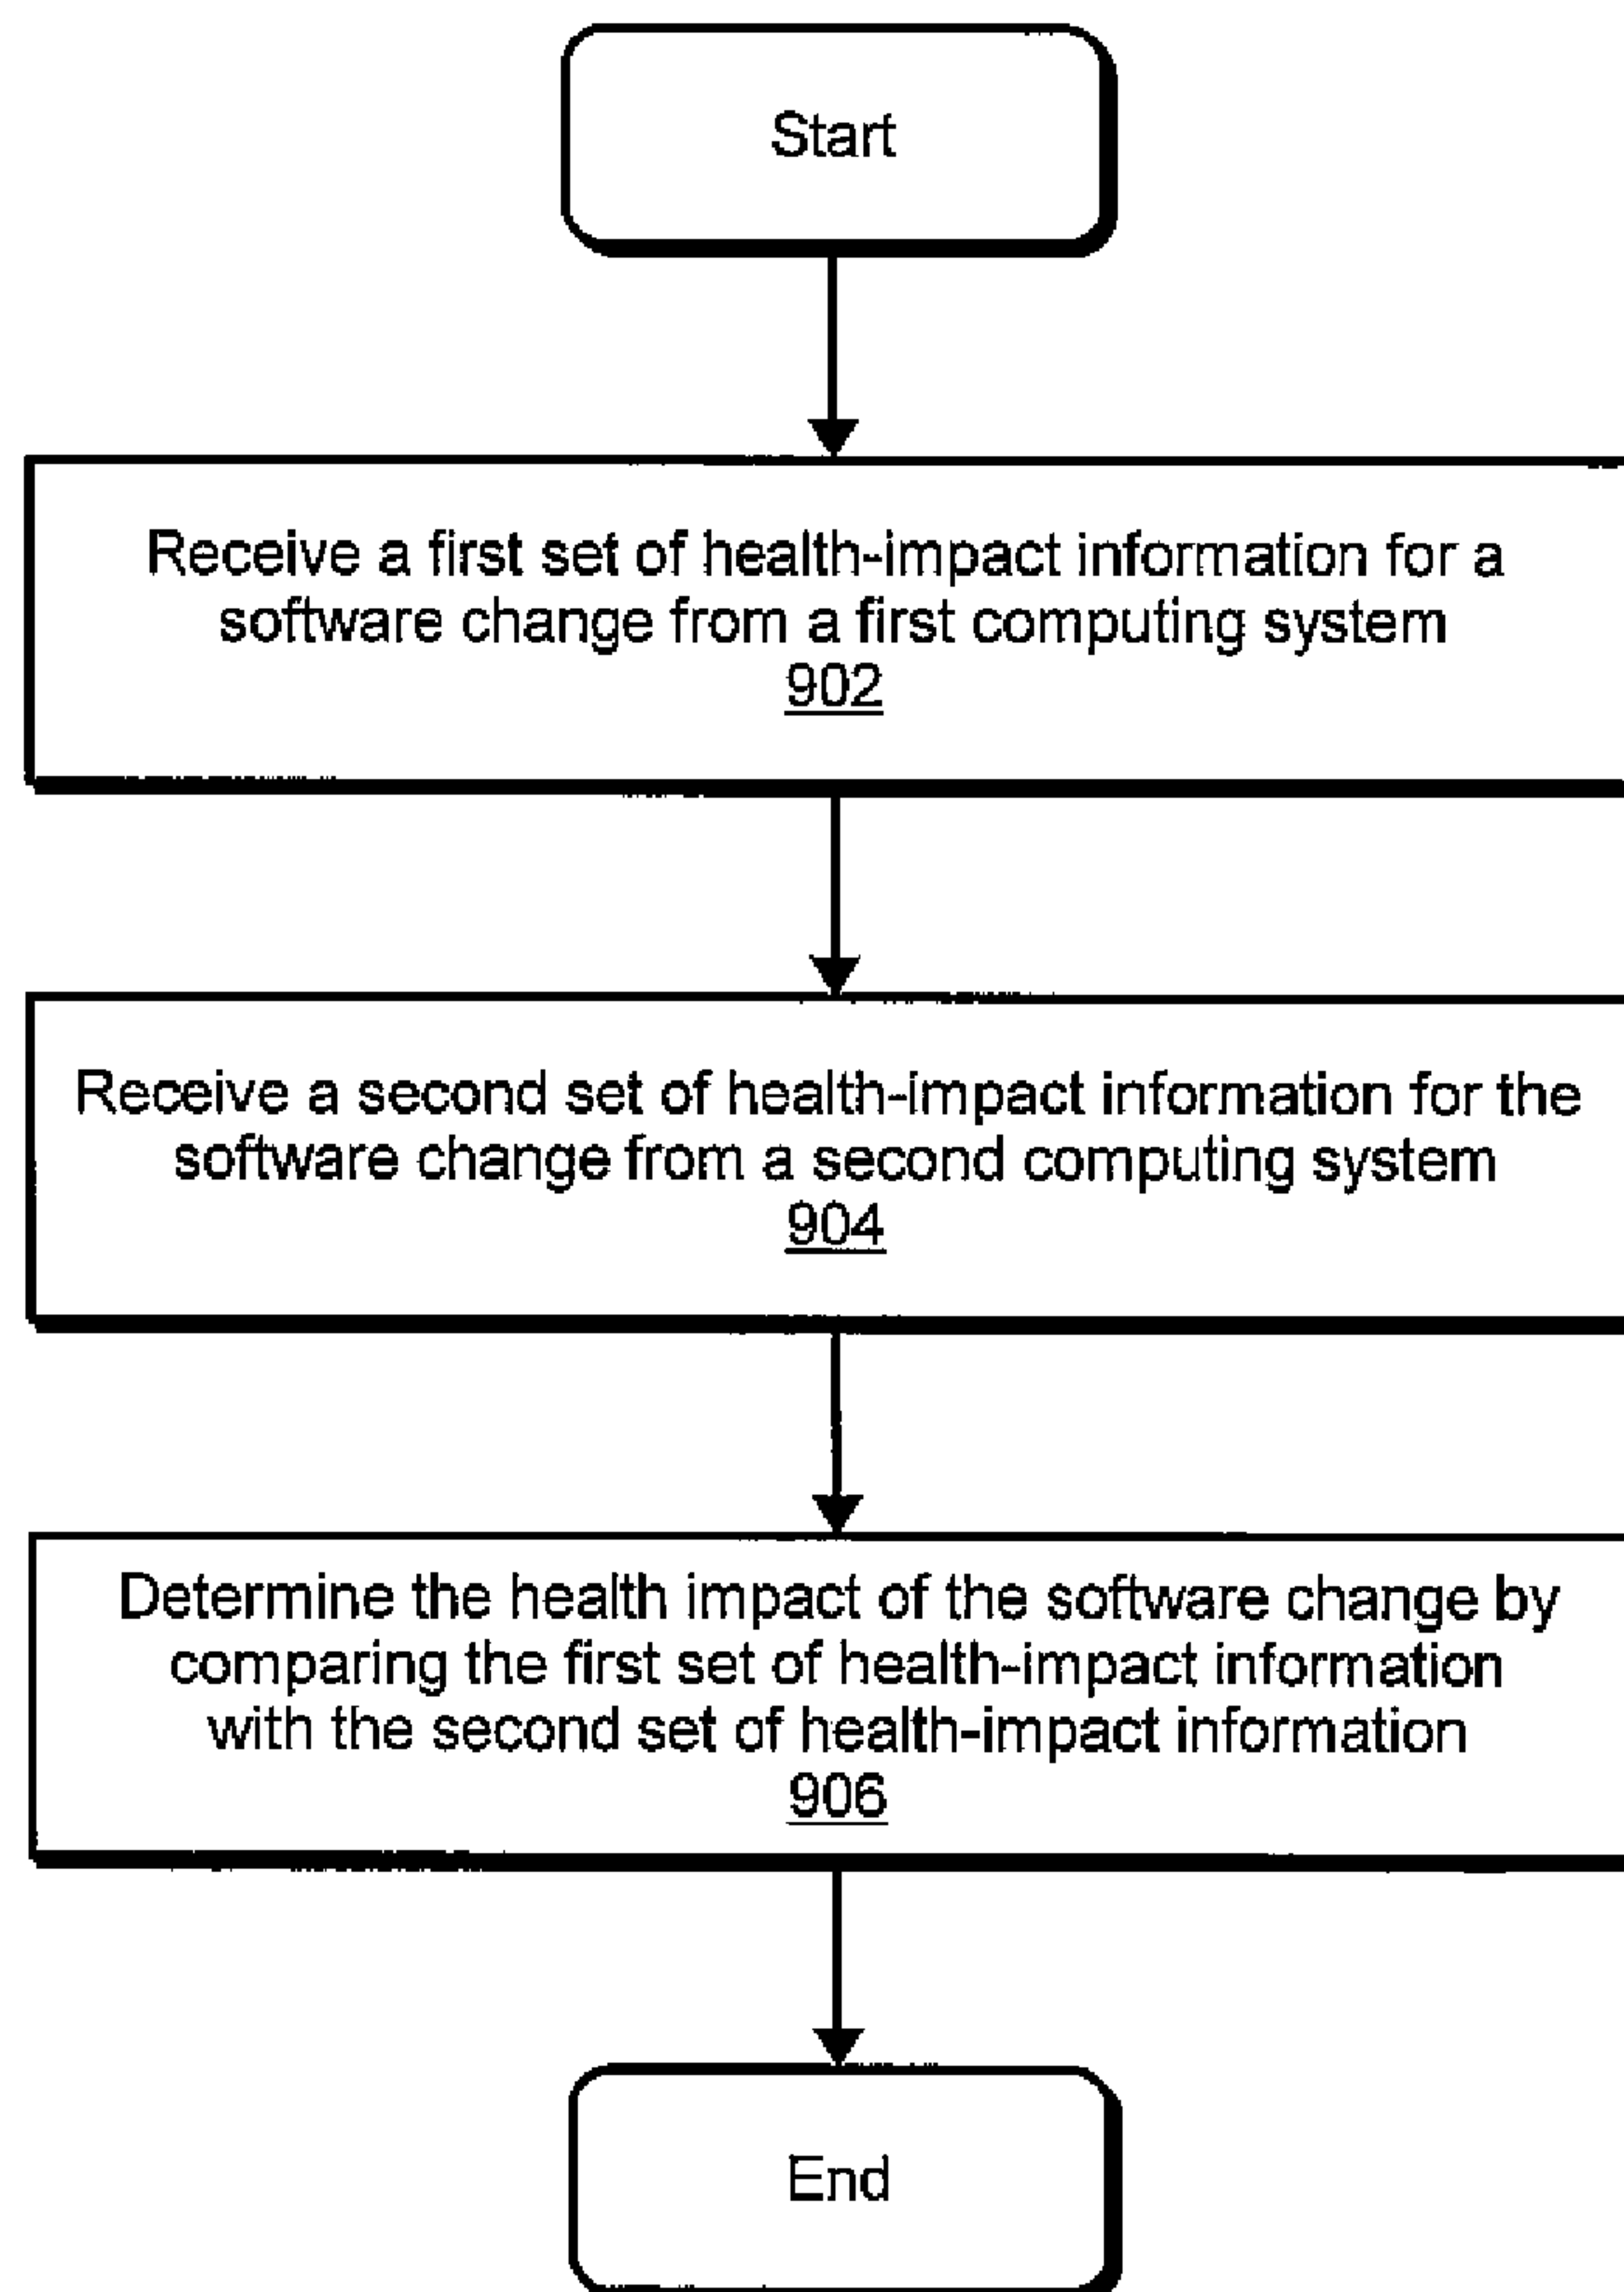 Start
Receive a first set of health-impact information for a
software change from a first computing system
902
Receive a second set of health-impact information for the
software change from a second computing system
904
Determine the health impact of the software change by
comparing the first set of health-impact information
with the second set of health-impact information
906
End